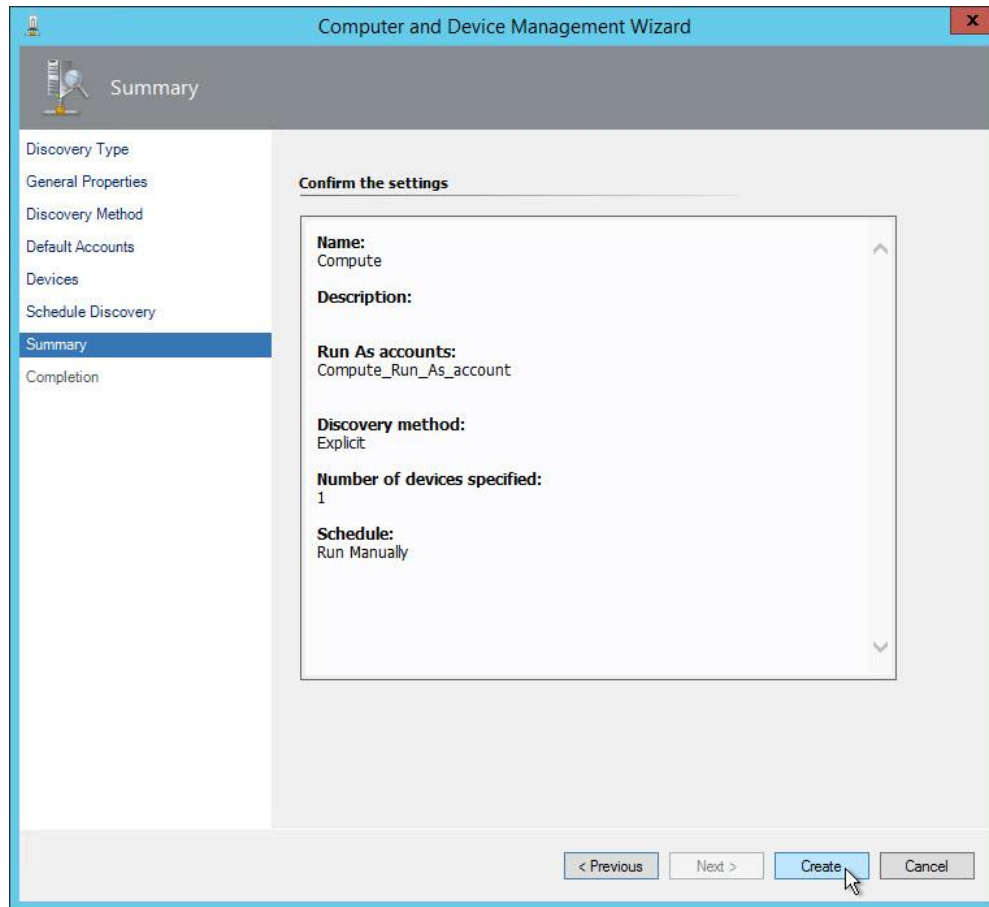 Computer and Device Management Wizard
x
Summary
Discovery Type
General Properties
Discovery Method
Default Accounts
Devices
Schedule Discovery
Summary
Completion
Confirm the settings
Name:
Compute
Description:
Run As accounts:
Compute_Run_As_account
Discovery method:
Explicit
Number of devices specified:
1
Schedule:
Run Manually
< Previous
Next >
Create
Cancel